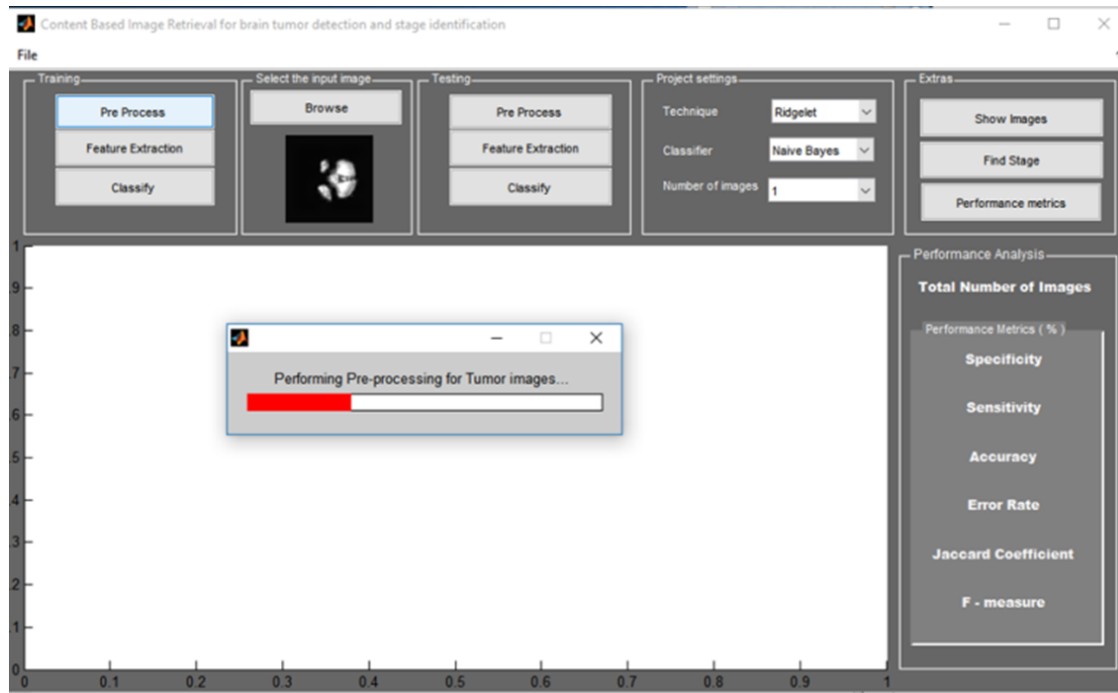 Content Based Image Retrieval for brain tumor detection and stage identification
File
Training
Pre Process
Feature Extraction
Classify
Select the input image
Browse
Testing
Pre Process
Feature Extraction
Classify
Project settings
Technique Ridgelet
Classifier Naive Bayes
Number of images 1
Extras
Show Images
Find Stage
Performance metrics
1
.9
.8
.7
.6
.5
.4
.3
.2
.1
0
0 0.1 0.2 0.3 0.4 0.5 0.6 0.7 0.8 0.9 1
Performing Pre-processing for Tumor images...
Performance Analysis
Total Number of Images
Performance Metrics ( % )
Specificity
Sensitivity
Accuracy
Error Rate
Jaccard Coefficient
F - measure